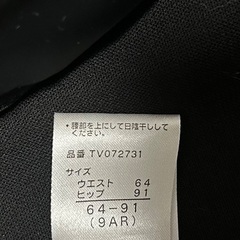 ・腰部を上にして日陰干しして
ください。
品番 TV072731
サイズ
ウエスト 64
ヒップ 91
64-91
(9AR)